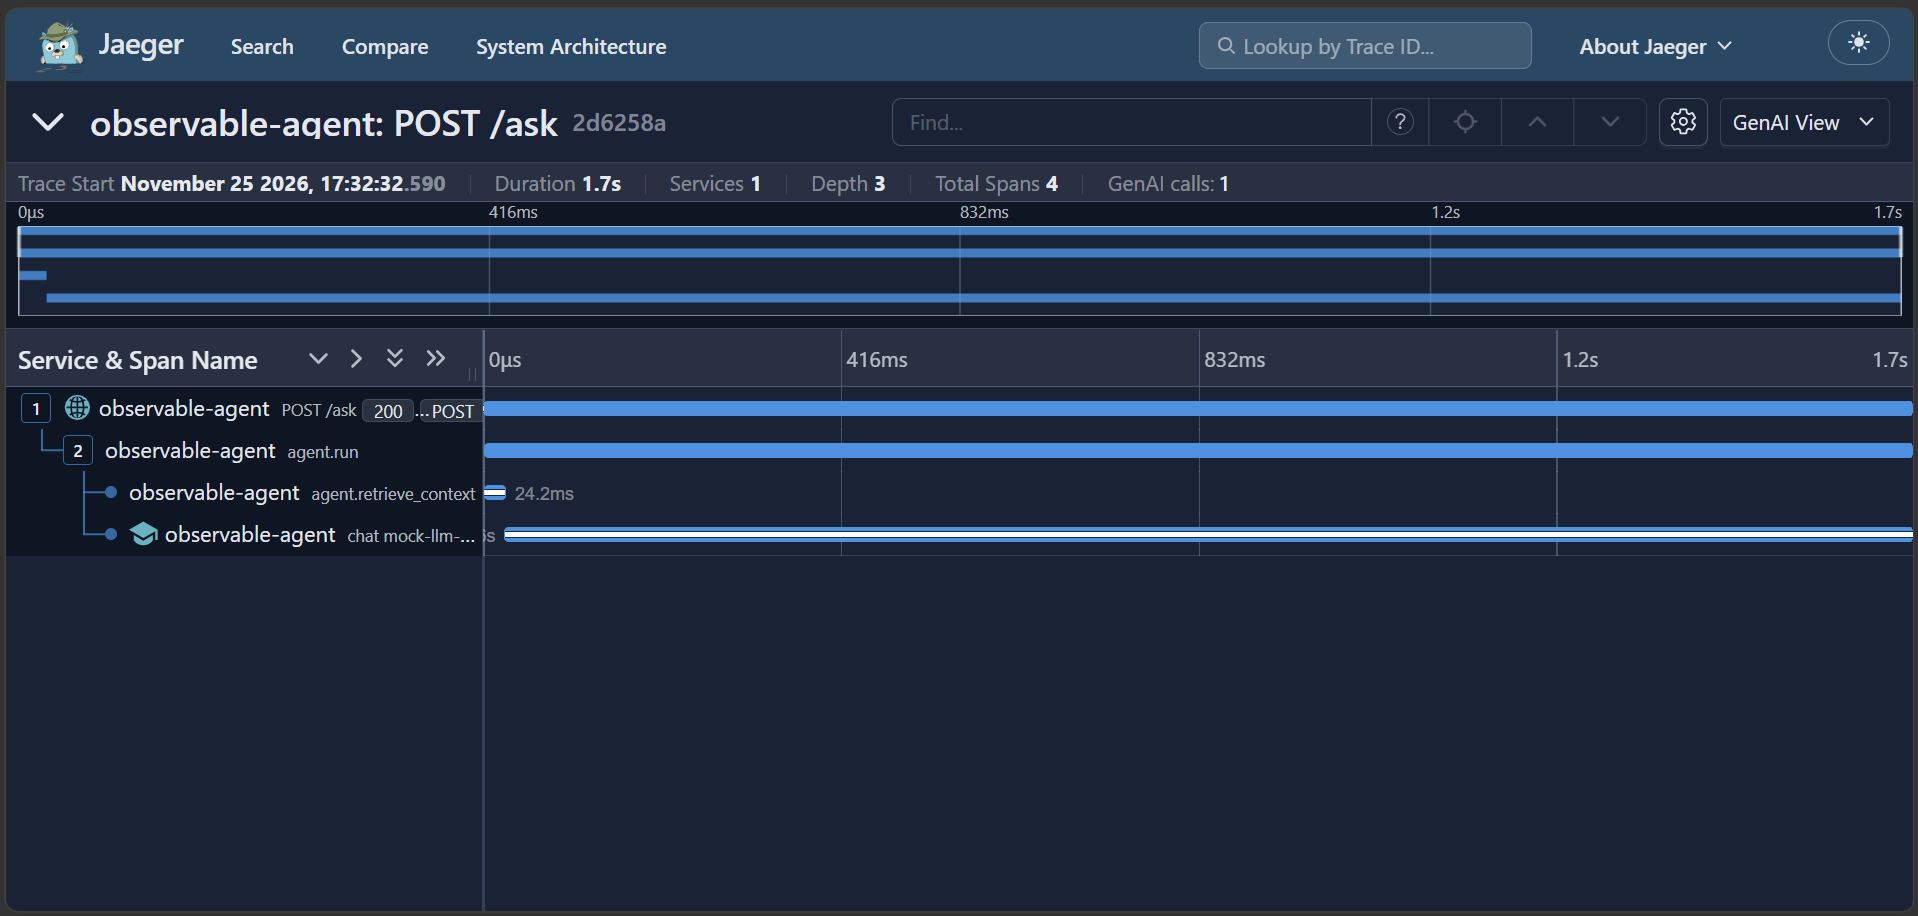 Jaeger Search Compare System Architecture Lookup by Trace ID... About Jaeger
observable-agent: POST /ask 2d6258a Find... ? GenAI View
Trace Start November 25 2026, 17:32:32.590 Duration 1.7s Services 1 Depth 3 Total Spans 4 GenAI calls: 1
0μs 416ms 832ms 1.2s 1.7s
Service & Span Name 0μs 416ms 832ms 1.2s 1.7s
1 observable-agent POST /ask 200 ...POST
2 observable-agent agent.run
observable-agent agent.retrieve_context 24.2ms
observable-agent chat mock-llm-...